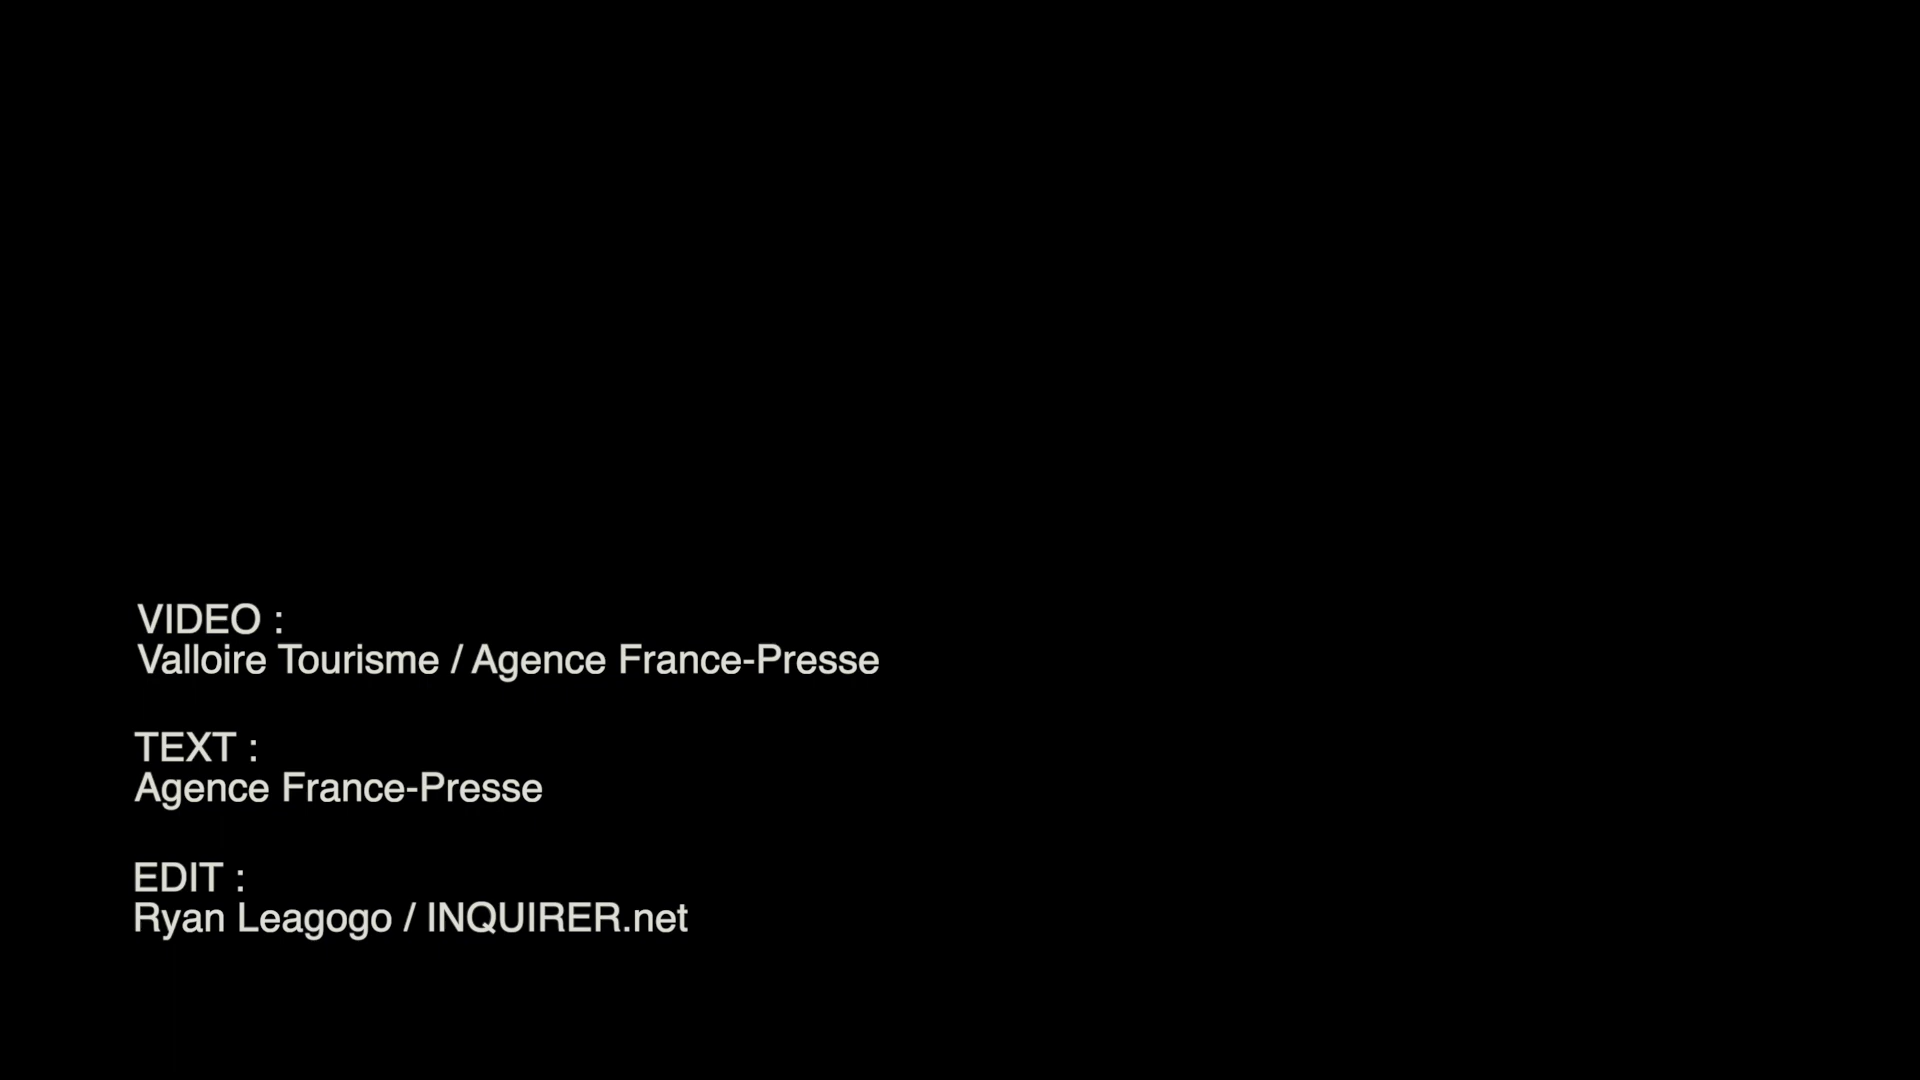 VIDEO :
Valloire Tourisme / Agence France-Presse
TEXT :
Agence France-Presse
EDIT :
Ryan Leagogo / INQUIRER.net